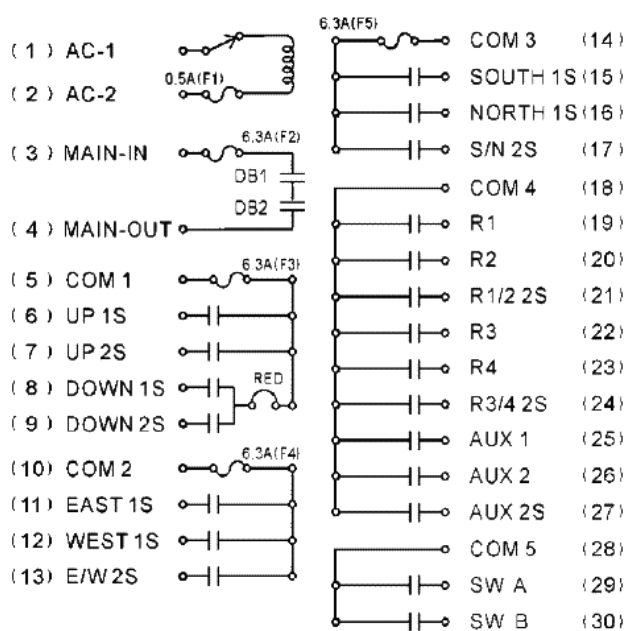 ( 1 ) AC-1
( 2 ) AC-2
0.5A(F1)
( 3 ) MAIN-IN
6.3A(F2)
DB1
DB2
( 4 ) MAIN-OUT
( 5 ) COM 1
6.3A(F3)
( 6 ) UP 1S
( 7 ) UP 2S
( 8 ) DOWN 1S
RED
( 9 ) DOWN 2S
(10) COM 2
6.3A(F4)
(11) EAST 1S
(12) WEST 1S
(13) E/W 2S
6.3A(F5)
COM 3 (14)
SOUTH 1S (15)
NORTH 1S (16)
S/N 2S (17)
COM 4 (18)
R1 (19)
R2 (20)
R1/2 2S (21)
R3 (22)
R4 (23)
R3/4 2S (24)
AUX 1 (25)
AUX 2 (26)
AUX 2S (27)
COM 5 (28)
SW A (29)
SW B (30)